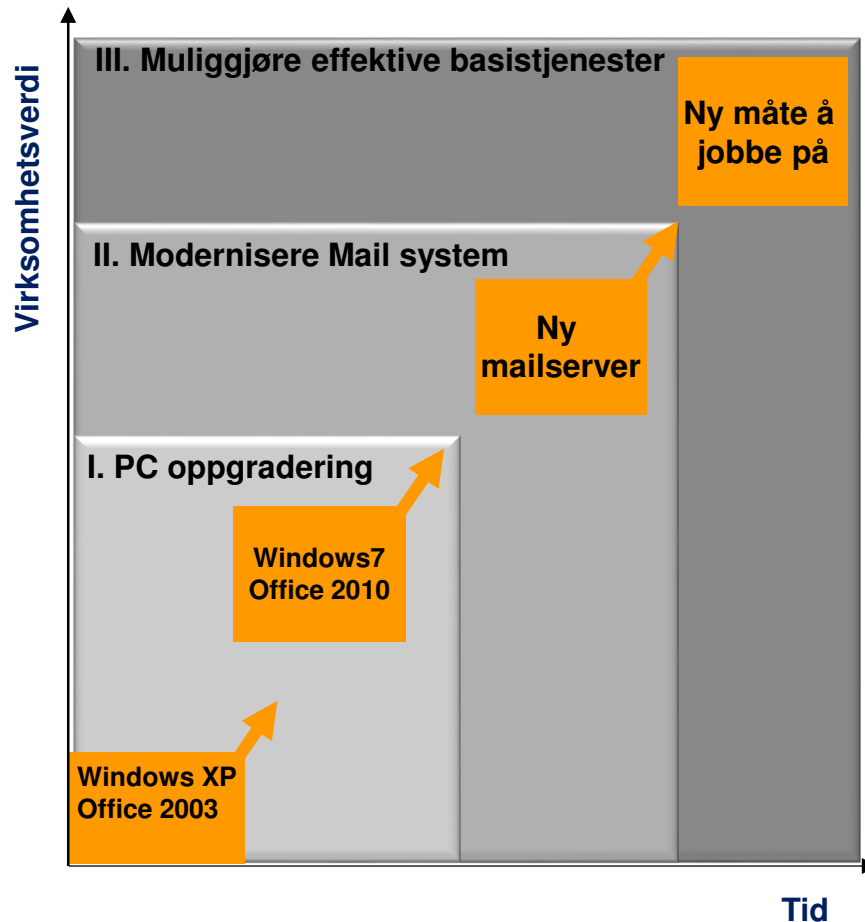 Virksomhetsverdi
III. Muliggjøre effektive basistjenester
Ny måte å
jobbe på
II. Modernisere Mail system
Ny
mailserver
I. PC oppgradering
Windows7
Office 2010
Windows XP
Office 2003
Tid